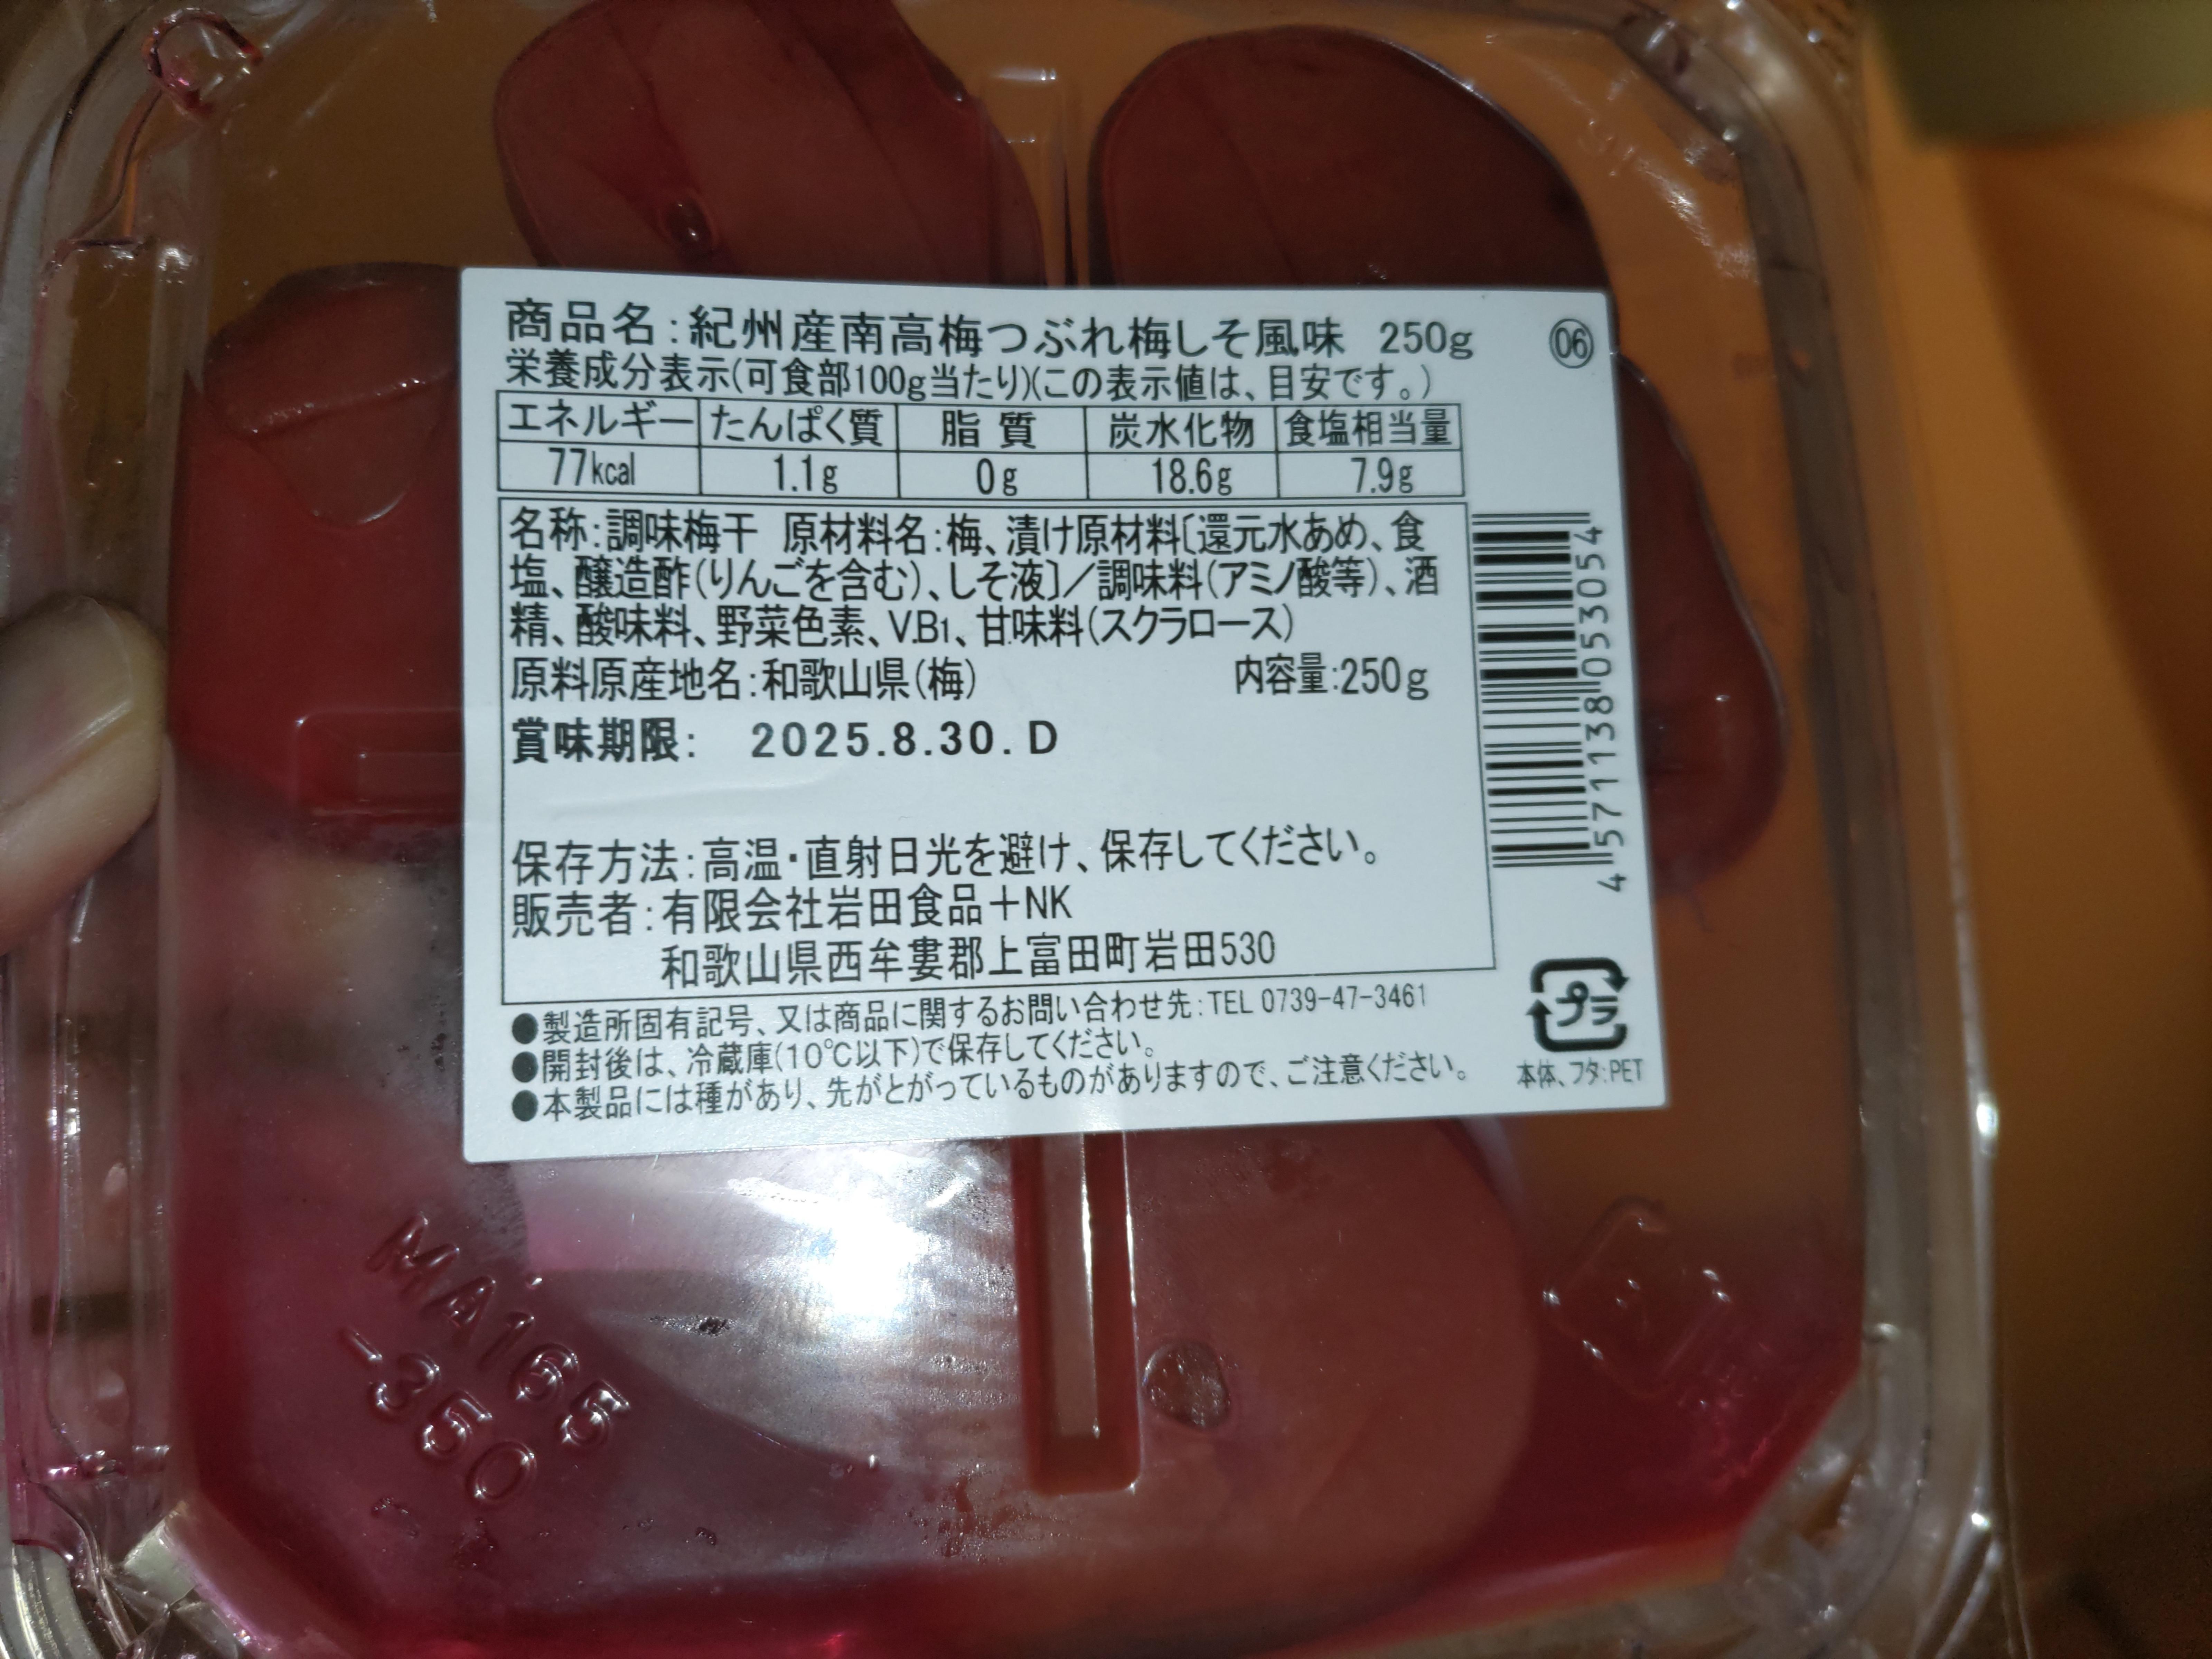 商品名:紀州産南高梅つぶれ梅しそ風味 250g 06
栄養成分表示(可食部100g当たり)(この表示値は、目安です。)
エネルギー たんぱく質 脂質 炭水化物 食塩相当量
77kcal 1.1g 0g 18.6g 7.9g
名称:調味梅干 原材料名:梅、漬け原材料〔還元水あめ、食
塩、醸造酢(りんごを含む)、しそ液〕/調味料(アミノ酸等)、酒
精、酸味料、野菜色素、V.B1、甘味料(スクラロース)
原料原産地名:和歌山県(梅) 内容量:250g
賞味期限: 2025.8.30.D
保存方法:高温・直射日光を避け、保存してください。
販売者:有限会社岩田食品+NK
和歌山県西牟婁郡上富田町岩田530
●製造所固有記号、又は商品に関するお問い合わせ先:TEL 0739-47-3461
●開封後は、冷蔵庫(10℃以下)で保存してください。
●本製品には種があり、先がとがっているものがありますので、ご注意ください。
4571138053054
プラ
本体、フタ:PET
MA165
-350